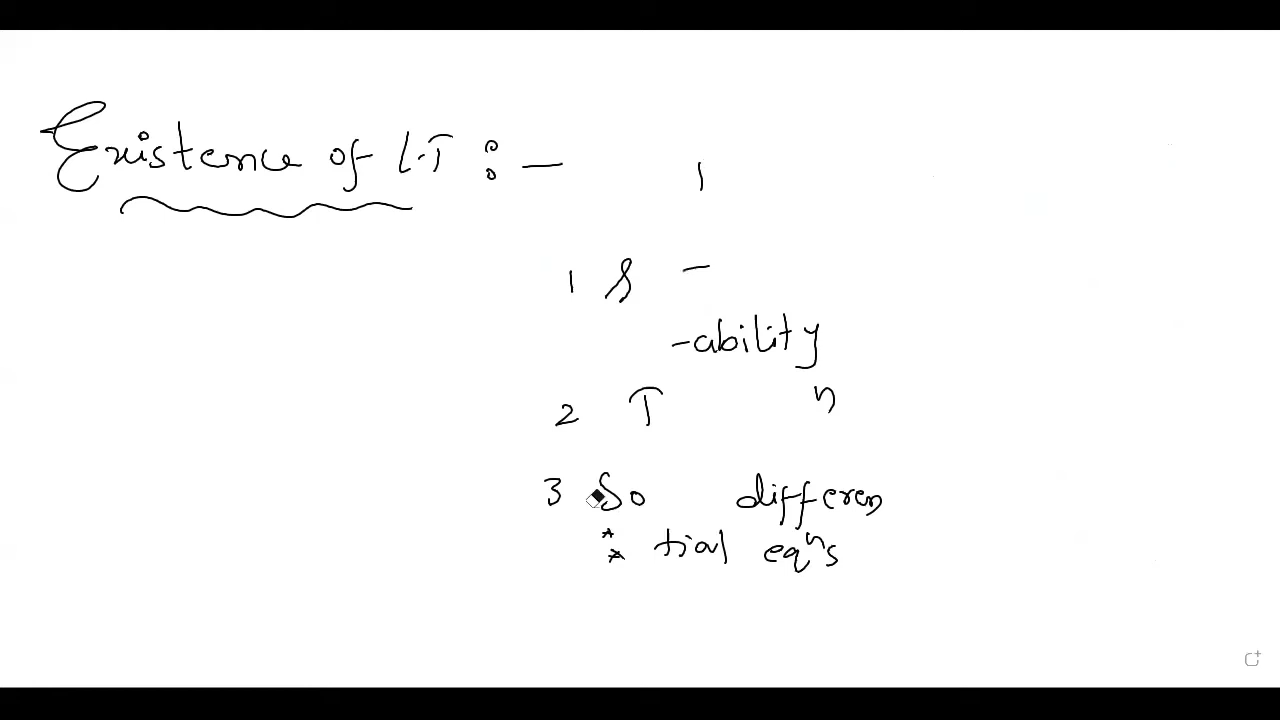 Existence of L.T :-
1
1 S -
-ability
2 T n
3 So differen
tial eqⁿs